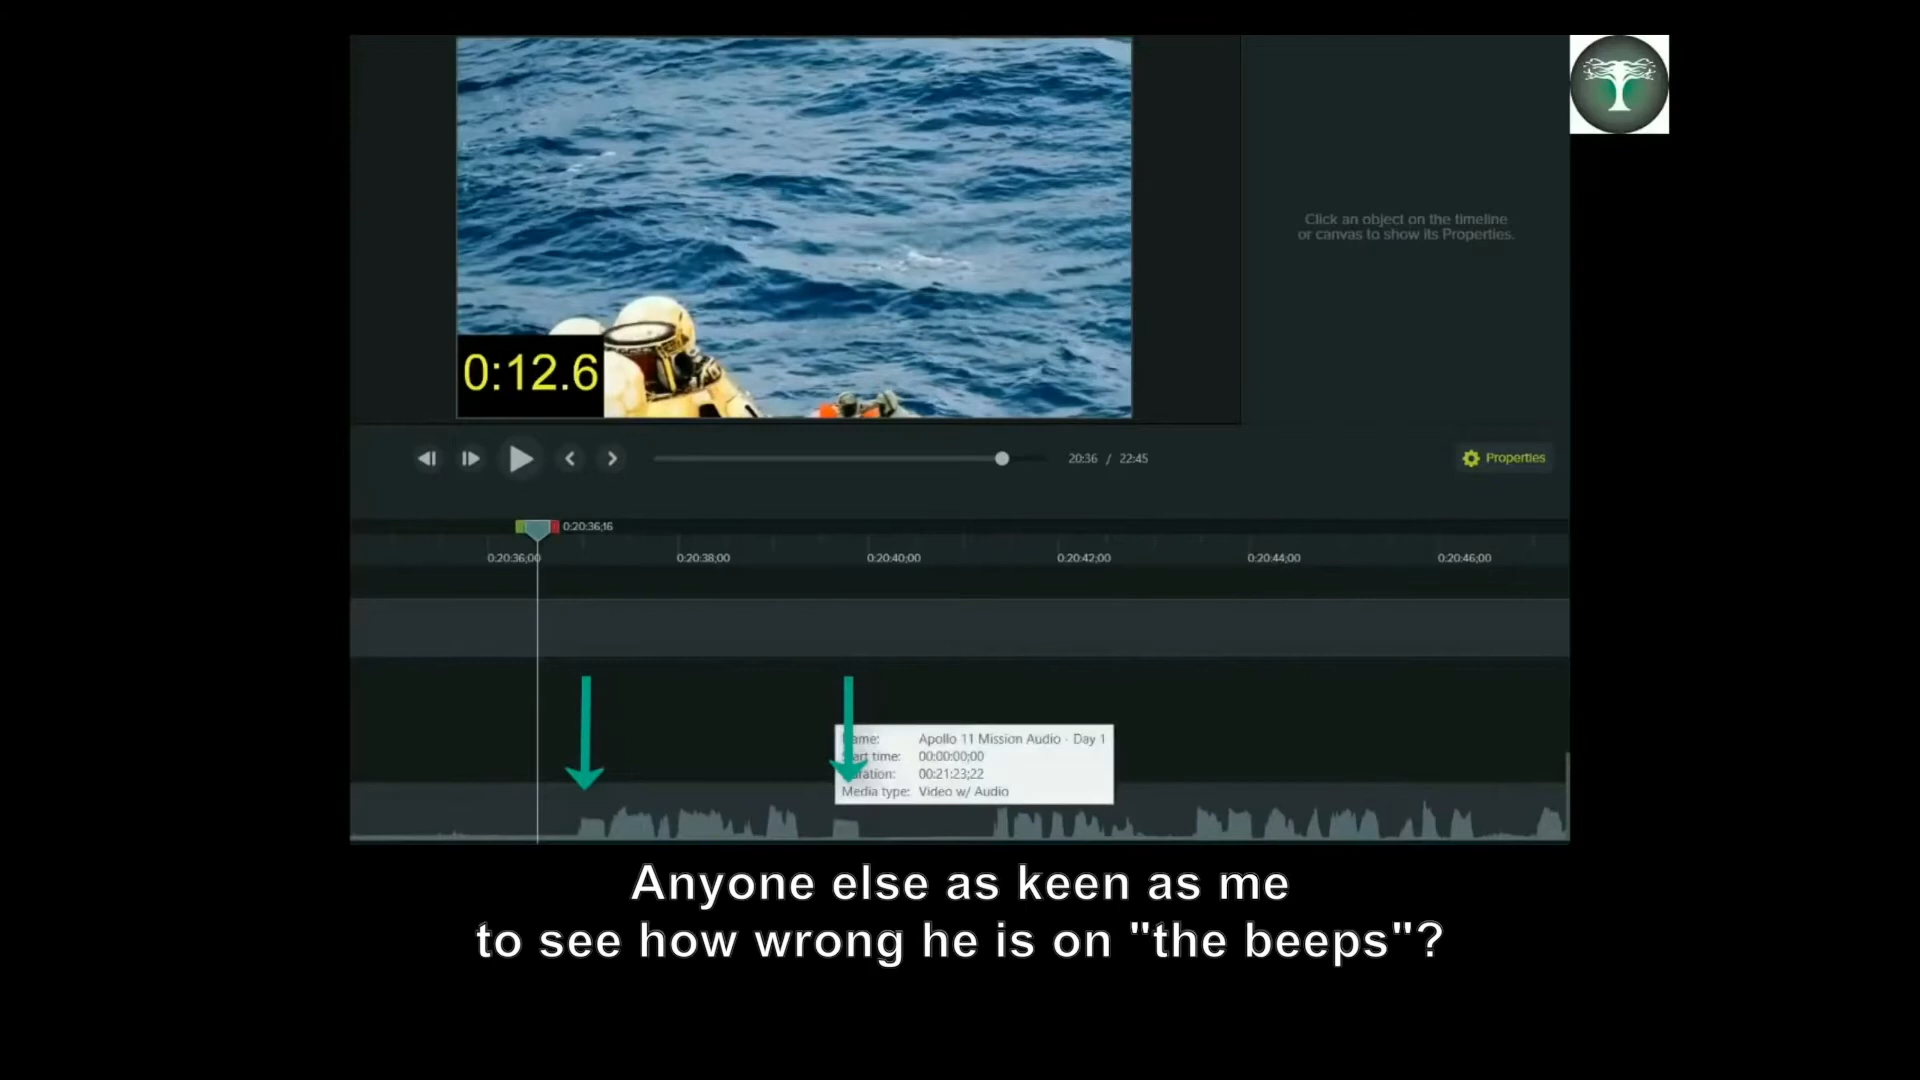 Click an object on the timeline
or canvas to show its Properties.
0:12.6
20:36 / 22:45
Properties
0:20:36;16
0:20:36;00
0:20:38;00
0:20:40;00
0:20:42;00
0:20:44;00
0:20:46;00
ame: Apollo 11 Mission Audio - Day 1
art time: 00:00:00;00
ration: 00:21:23;22
Media type: Video w/ Audio
Anyone else as keen as me
to see how wrong he is on "the beeps"?